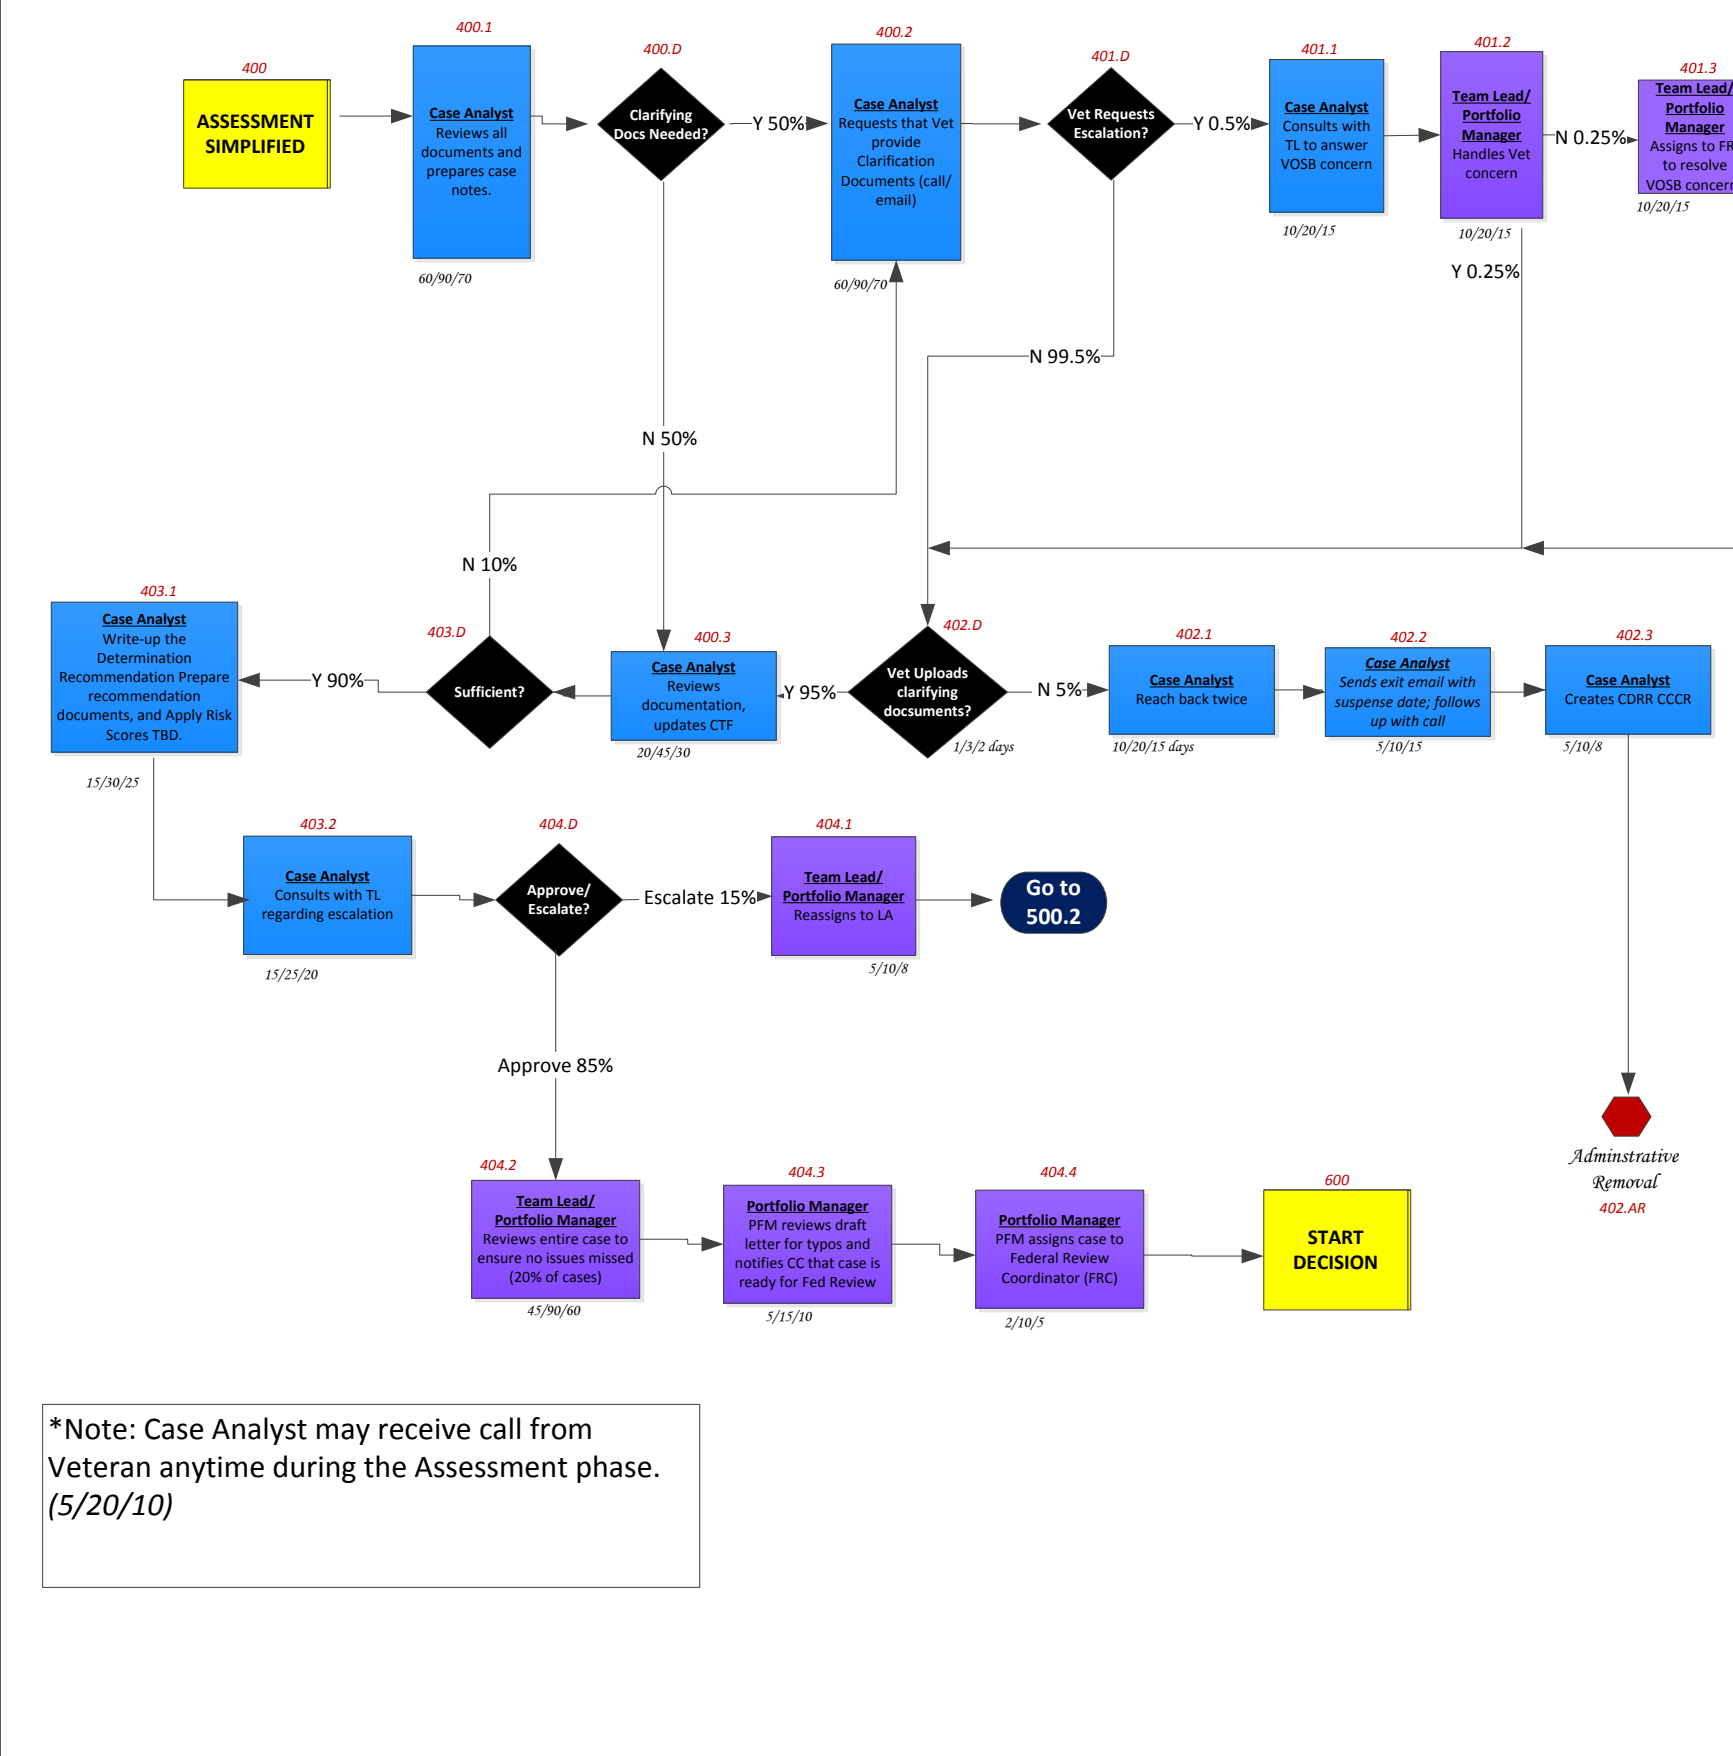 400
ASSESSMENT
SIMPLIFIED
400.1
Case Analyst
Reviews all
documents and
prepares case
notes.
60/90/70
400.D
Clarifying
Docs Needed?
Y 50%
N 50%
400.2
Case Analyst
Requests that Vet
provide
Clarification
Documents (call/
email)
60/90/70
401.D
Vet Requests
Escalation?
Y 0.5%
N 99.5%
401.1
Case Analyst
Consults with
TL to answer
VOSB concern
10/20/15
401.2
Team Lead/
Portfolio
Manager
Handles Vet
concern
10/20/15
Y 0.25%
N 0.25%
401.3
Team Lead/
Portfolio
Manager
Assigns to FR
to resolve
VOSB concern
10/20/15
403.1
Case Analyst
Write-up the
Determination
Recommendation Prepare
recommendation
documents, and Apply Risk
Scores TBD.
15/30/25
Y 90%
N 10%
403.D
Sufficient?
400.3
Case Analyst
Reviews
documentation,
updates CTF
20/45/30
Y 95%
402.D
Vet Uploads
clarifying
docsuments?
1/3/2 days
N 5%
402.1
Case Analyst
Reach back twice
10/20/15 days
402.2
Case Analyst
Sends exit email with
suspense date; follows
up with call
5/10/15
402.3
Case Analyst
Creates CDRR CCCR
5/10/8
403.2
Case Analyst
Consults with TL
regarding escalation
15/25/20
404.D
Approve/
Escalate?
Escalate 15%
404.1
Team Lead/
Portfolio Manager
Reassigns to LA
5/10/8
Go to
500.2
Approve 85%
Adminstrative
Removal
402.AR
404.2
Team Lead/
Portfolio Manager
Reviews entire case to
ensure no issues missed
(20% of cases)
45/90/60
404.3
Portfolio Manager
PFM reviews draft
letter for typos and
notifies CC that case is
ready for Fed Review
5/15/10
404.4
Portfolio Manager
PFM assigns case to
Federal Review
Coordinator (FRC)
2/10/5
600
START
DECISION
*Note: Case Analyst may receive call from
Veteran anytime during the Assessment phase.
(5/20/10)